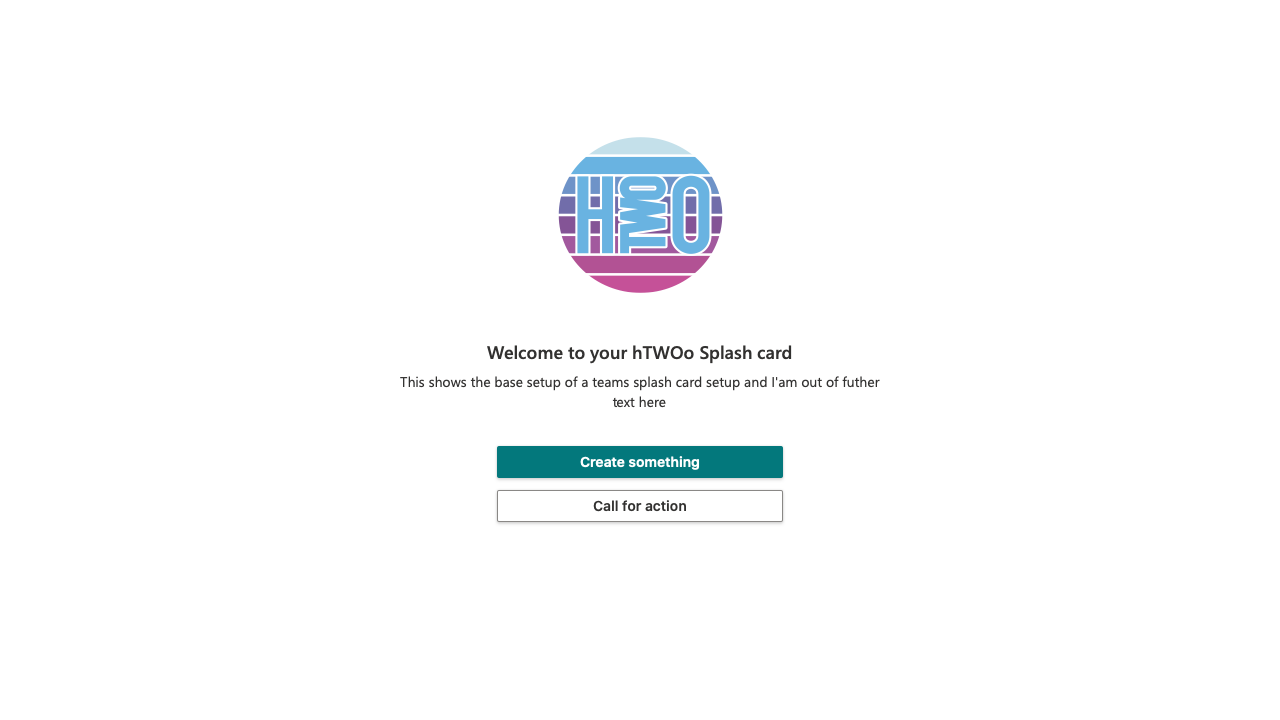 HTWOO
Welcome to your hTWOo Splash card
This shows the base setup of a teams splash card setup and I'am out of futher
text here
Create something
Call for action